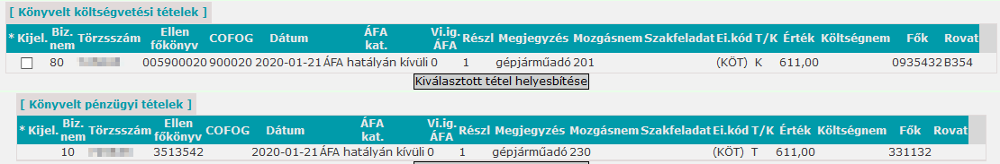 [ Könyvelt költségvetési tételek ]
* Kijel. Biz. nem Törzsszám Ellen főkönyv COFOG Dátum ÁFA kat. Vi.ig. ÁFA Részl Megjegyzés Mozgásnem Szakfeladat Ei.kód T/K Érték Költségnem Fők Rovat
80 005900020 900020 2020-01-21 ÁFA hatályán kívüli 0 1 gépjárműadó 201 (KÖT) K 611,00 0935432 B354
Kiválasztott tétel helyesbítése
[ Könyvelt pénzügyi tételek ]
* Kijel. Biz. nem Törzsszám Ellen főkönyv COFOG Dátum ÁFA kat. Vi.ig. ÁFA Részl Megjegyzés Mozgásnem Szakfeladat Ei.kód T/K Érték Költségnem Fők Rovat
10 3513542 2020-01-21 ÁFA hatályán kívüli 0 1 gépjárműadó 230 (KÖT) T 611,00 331132